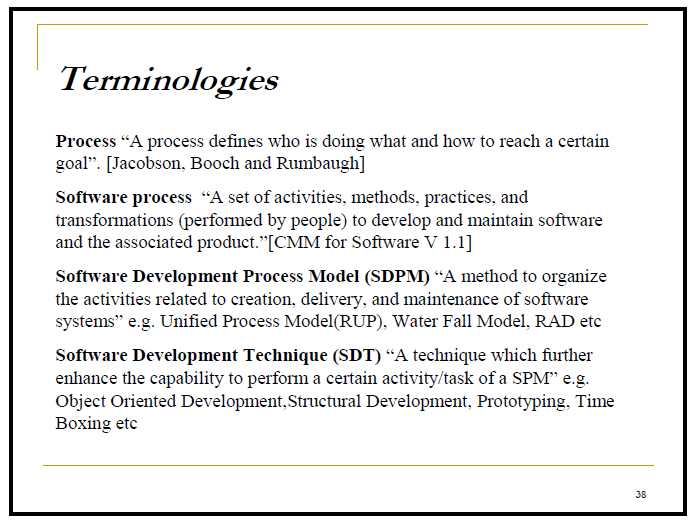 Terminologies
Process “A process defines who is doing what and how to reach a certain
goal”. [Jacobson, Booch and Rumbaugh]
Software process “A set of activities, methods, practices, and
transformations (performed by people) to develop and maintain software
and the associated product.”[CMM for Software V 1.1]
Software Development Process Model (SDPM) “A method to organize
the activities related to creation, delivery, and maintenance of software
systems” e.g. Unified Process Model(RUP), Water Fall Model, RAD etc
Software Development Technique (SDT) “A technique which further
enhance the capability to perform a certain activity/task of a SPM” e.g.
Object Oriented Development,Structural Development, Prototyping, Time
Boxing etc
38